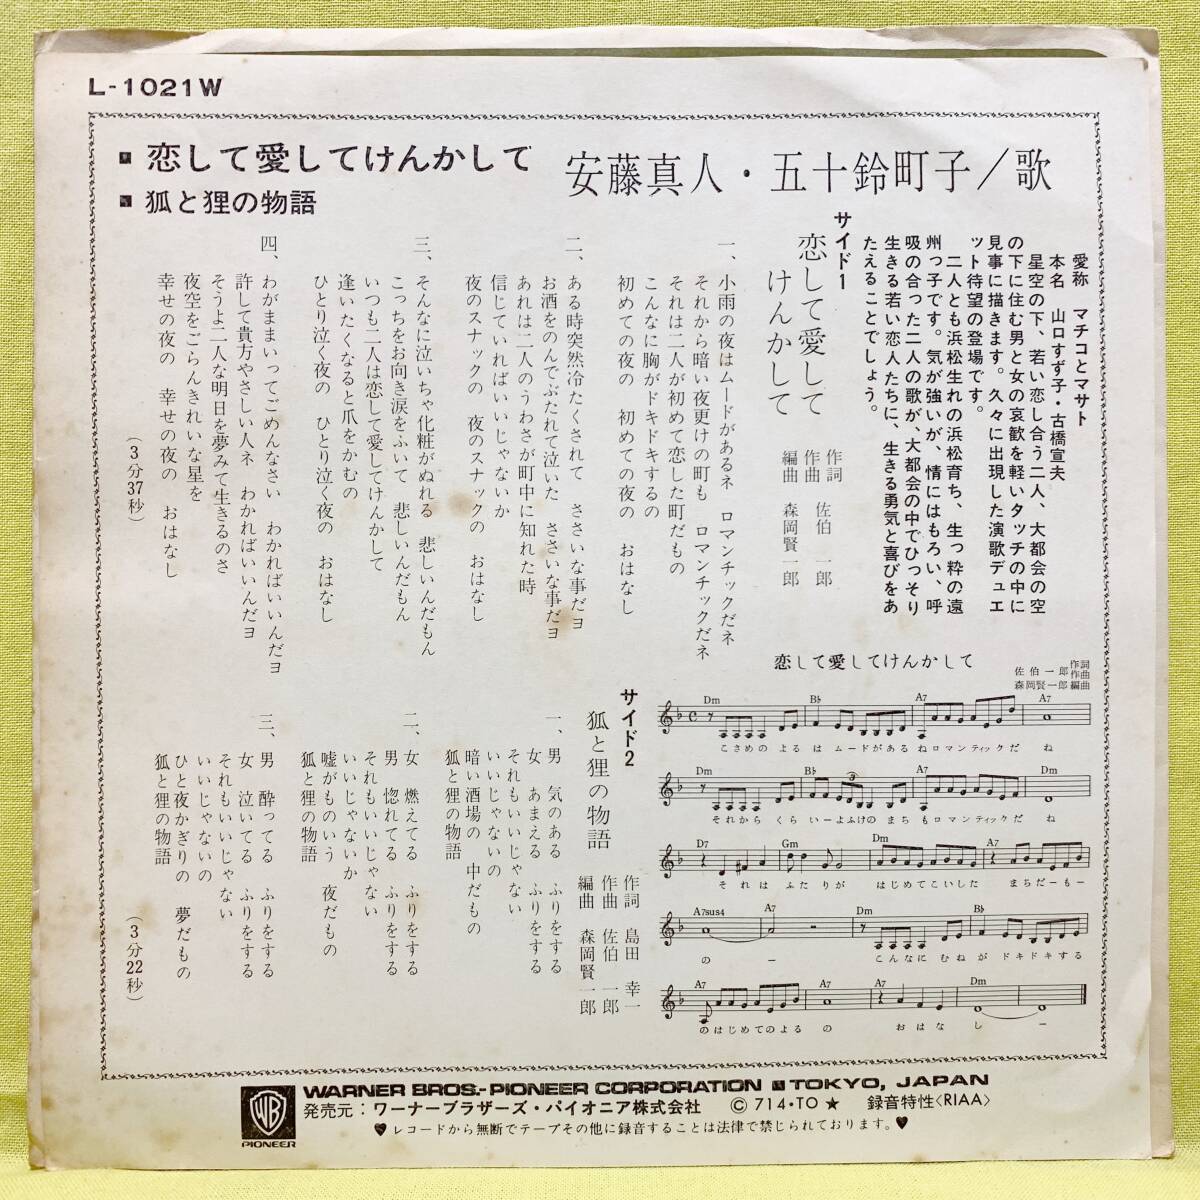 L-1021W
■ 恋して愛してけんかして
■ 狐と狸の物語
安藤真人・五十鈴町子／歌
愛称　マチコとマサト
本名　山口すず子・古橋宣夫
星空の下、若い恋し合う二人、大都会の空
の下に住む男と女の哀歓を軽いタッチの中に
見事に描きます。久々に出現した演歌デュエ
ット待望の登場です。
二人とも浜松生れの浜松育ち、生っ粋の遠
州っ子です。気が強いが、情にはもろい、呼
吸の合った二人の歌が、大都会の中でひっそり
生きる若い恋人たちに、生きる勇気と喜びをあ
たえることでしょう。
サイド1
恋して愛して
けんかして
作詞　佐伯　一郎
作曲
編曲　森岡賢一郎
一、小雨の夜はムードがあるネ　ロマンチックだネ
それから暗い夜更けの町も　ロマンチックだネ
それは二人が初めて恋した町だもの
こんなに胸がドキドキするの
初めての夜の　初めての夜の　おはなし
二、ある時突然冷たくされて　ささいな事だヨ
お酒をのんでぶたれて泣いた　ささいな事だヨ
あれは二人のうわさが町中に知れた時
信じていればいいじゃないか
夜のスナックの　夜のスナックの　おはなし
三、そんなに泣いちゃ化粧がぬれる　悲しいんだもん
こっちをお向き涙をふいて　悲しいんだもん
いつも二人は恋して愛してけんかして
逢いたくなると爪をかむの
ひとり泣く夜の　ひとり泣く夜の　おはなし
四、わがままいってごめんなさい　わかればいいんだヨ
許して貴方やさしい人ネ　わかればいいんだヨ
そうよ二人な明日を夢みて生きるのさ
夜空をごらんきれいな星を
幸せの夜の　幸せの夜の　おはなし
（3分37秒）
恋して愛してけんかして
佐伯一郎 作詞 作曲
森岡賢一郎 編曲
Dm B♭ A7 A7
こさめの よる は ムードが ある ね ロマンティックだ ね
Dm B♭ A7 Dm
それから くら いーよふけの まち も ロマンティックだ ね
D7 Gm Dm A7
それは ふたりが はじめてこいした まちだーもー
A7sus4 A7 Dm
の ー こんなに むねが ドキドキする
A7 A7 Dm
のはじめてのよる の おはな し ー
サイド2
狐と狸の物語
作詞　島田　幸一
作曲　佐伯　一郎
編曲　森岡賢一郎
一、男　気のある　ふりをする
女　あまえる　ふりをする
それもいいじゃない
いいじゃないの
暗い酒場の　中だもの
狐と狸の物語
二、女　燃えてる　ふりをする
男　惚れてる　ふりをする
それもいいじゃない
いいじゃないか
嘘がものいう　夜だもの
狐と狸の物語
三、男　酔ってる　ふりをする
女　泣いてる　ふりをする
それもいいじゃない
いいじゃないの
ひと夜かぎりの　夢だもの
狐と狸の物語
（3分22秒）
WB
PIONEER
WARNER BROS.-PIONEER CORPORATION ■ TOKYO, JAPAN
発売元：ワーナーブラザーズ・パイオニア株式会社　Ⓒ 714・TO ★　録音特性〈RIAA〉
♥レコードから無断でテープその他に録音することは法律で禁じられております。♥